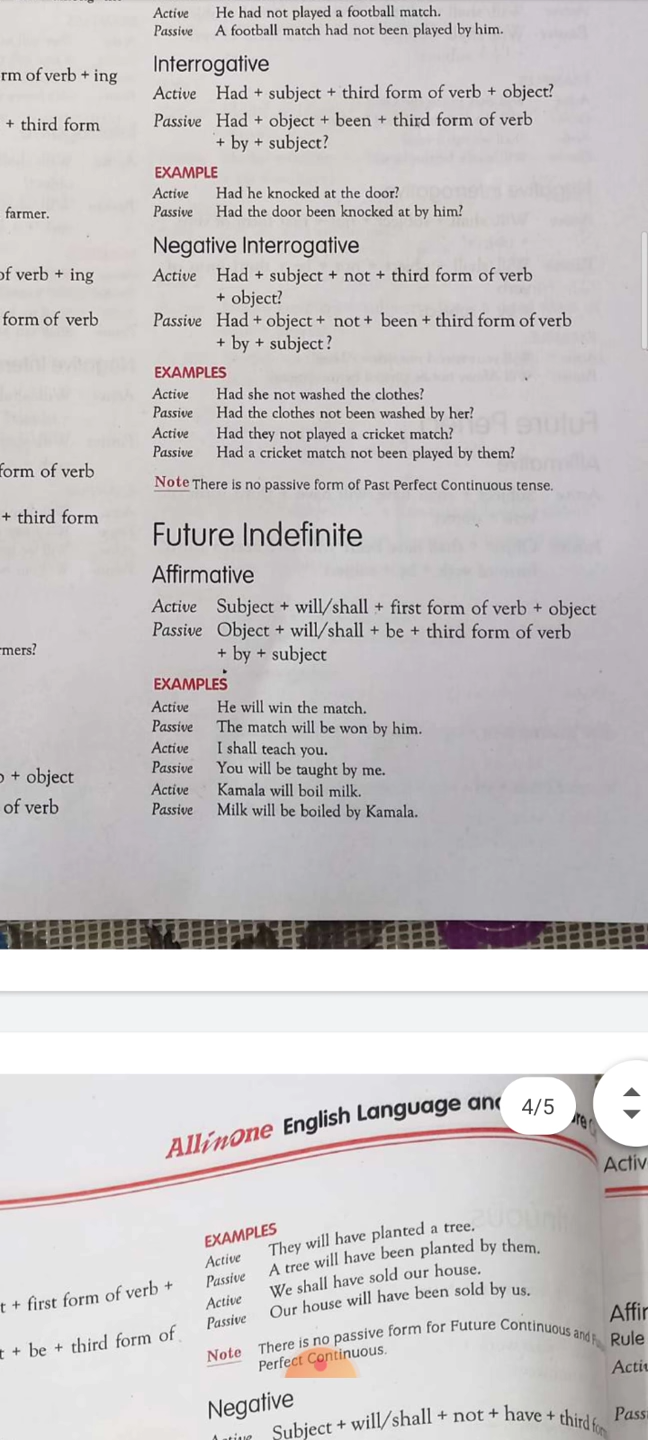 Active He had not played a football match.
Passive A football match had not been played by him.
rm of verb + ing
+ third form
farmer.
of verb + ing
form of verb
form of verb
+ third form
rmers?
+ object
of verb
Interrogative
Active Had + subject + third form of verb + object?
Passive Had + object + been + third form of verb
+ by + subject?
EXAMPLE
Active Had he knocked at the door?
Passive Had the door been knocked at by him?
Negative Interrogative
Active Had + subject + not + third form of verb
+ object?
Passive Had + object + not + been + third form of verb
+ by + subject?
EXAMPLES
Active Had she not washed the clothes?
Passive Had the clothes not been washed by her?
Active Had they not played a cricket match?
Passive Had a cricket match not been played by them?
Note There is no passive form of Past Perfect Continuous tense.
Future Indefinite
Affirmative
Active Subject + will/shall + first form of verb + object
Passive Object + will/shall + be + third form of verb
+ by + subject
EXAMPLES
Active He will win the match.
Passive The match will be won by him.
Active I shall teach you.
Passive You will be taught by me.
Active Kamala will boil milk.
Passive Milk will be boiled by Kamala.
4/5
Allinone English Language and
t + first form of verb +
t + be + third form of
EXAMPLES
Active They will have planted a tree.
Passive A tree will have been planted by them.
Active We shall have sold our house.
Passive Our house will have been sold by us.
Note There is no passive form for Future Continuous and
Perfect Continuous.
Negative
Subject + will/shall + not + have + third
Activ
Affir
Rule
Activ
Pass